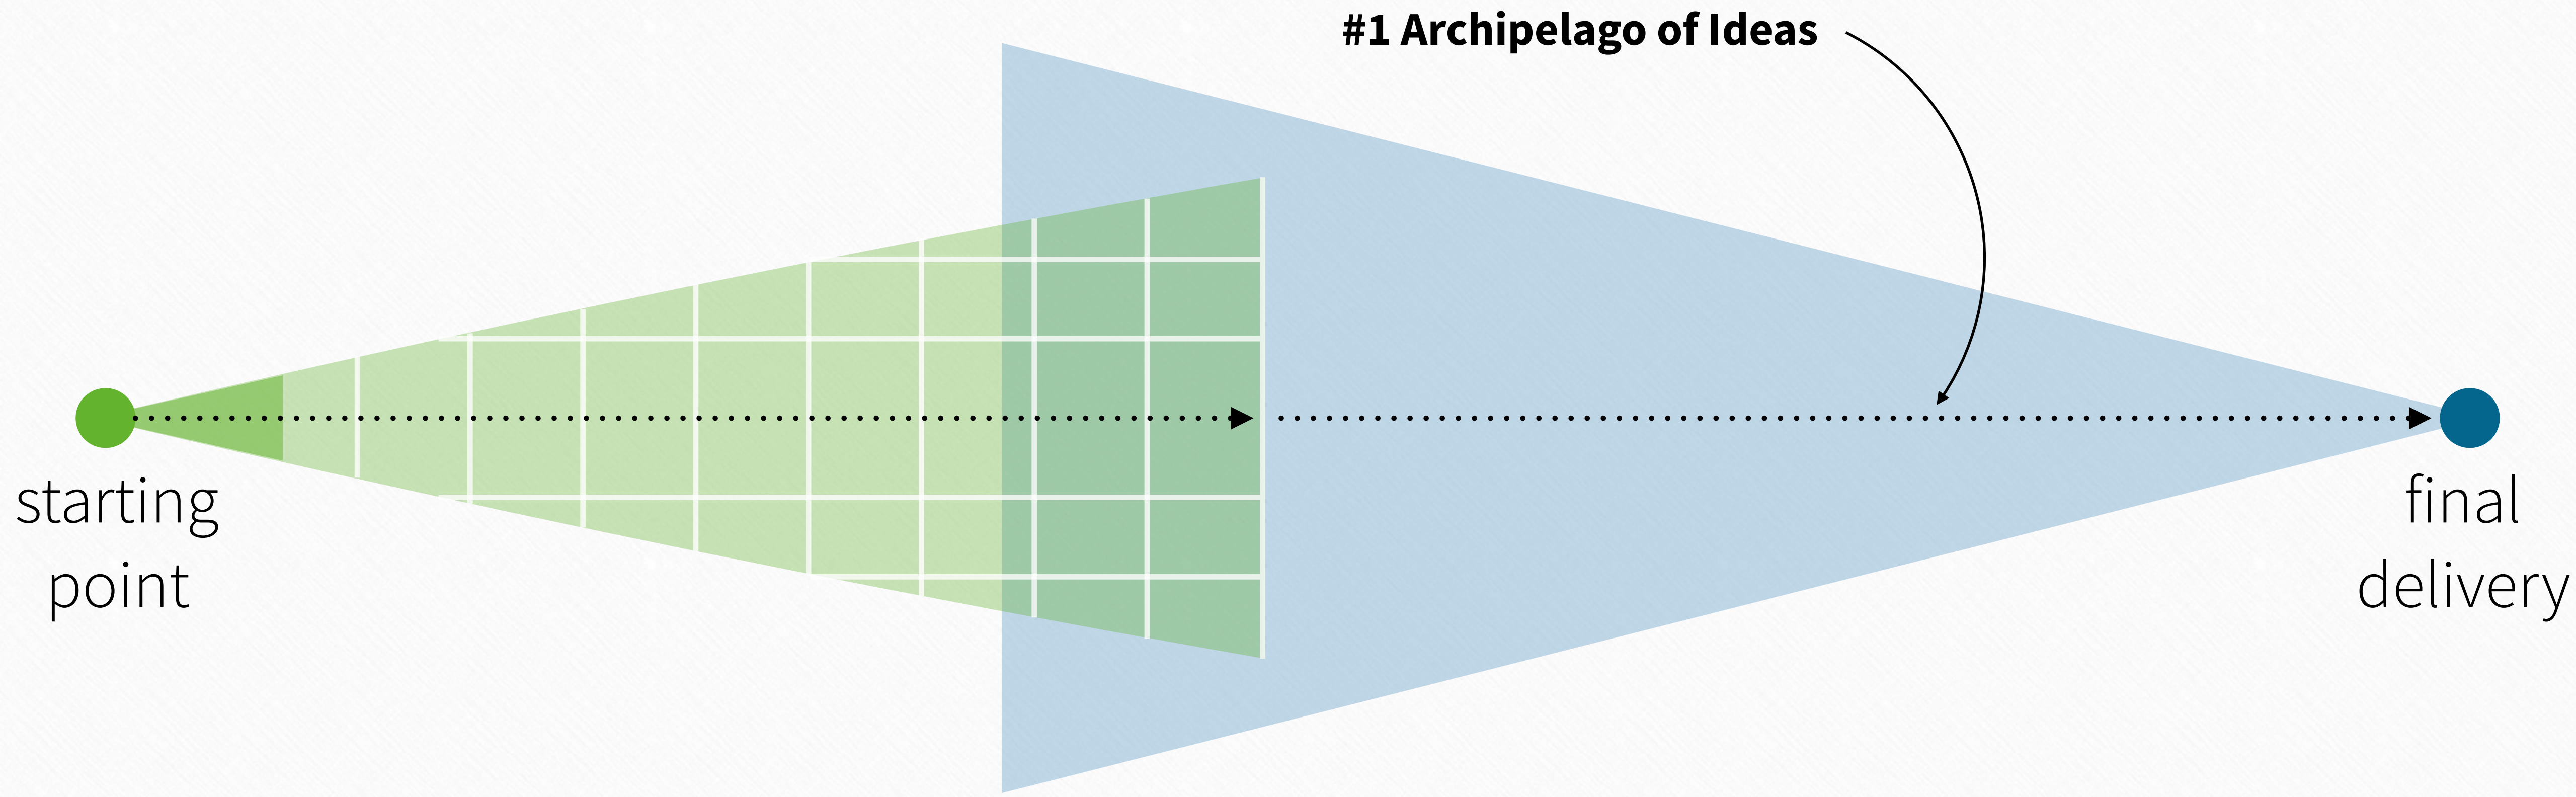 #1 Archipelago of Ideas
starting
point
final
delivery